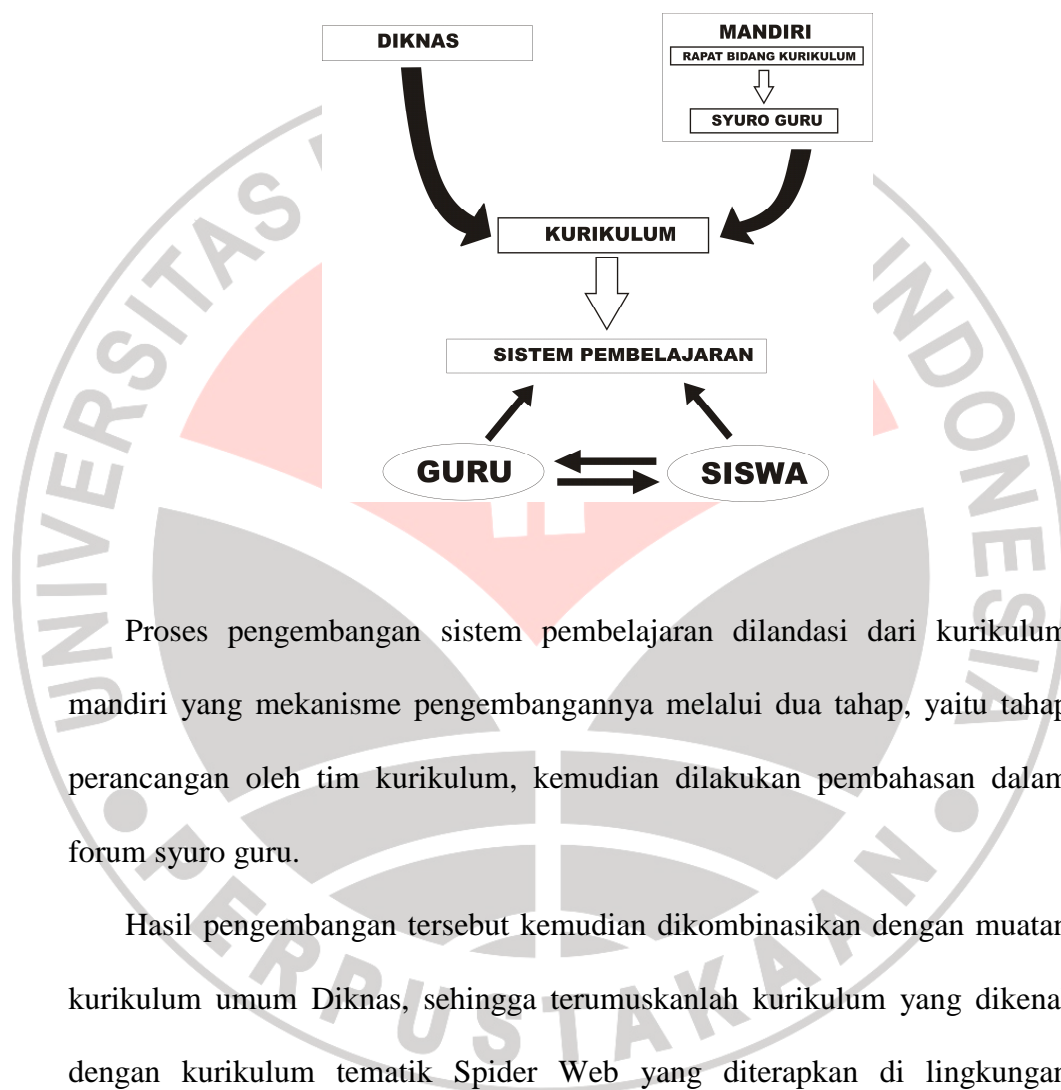 DIKNAS
MANDIRI
RAPAT BIDANG KURIKULUM
SYURO GURU
KURIKULUM
SISTEM PEMBELAJARAN
GURU
SISWA
Proses pengembangan sistem pembelajaran dilandasi dari kurikulum
mandiri yang mekanisme pengembangannya melalui dua tahap, yaitu tahap
perancangan oleh tim kurikulum, kemudian dilakukan pembahasan dalam
forum syuro guru.
Hasil pengembangan tersebut kemudian dikombinasikan dengan muatan
kurikulum umum Diknas, sehingga terumuskanlah kurikulum yang dikenal
dengan kurikulum tematik Spider Web yang diterapkan di lingkungan
UNIVERSITAS
INDONESIA
PERPUSTAKAAN